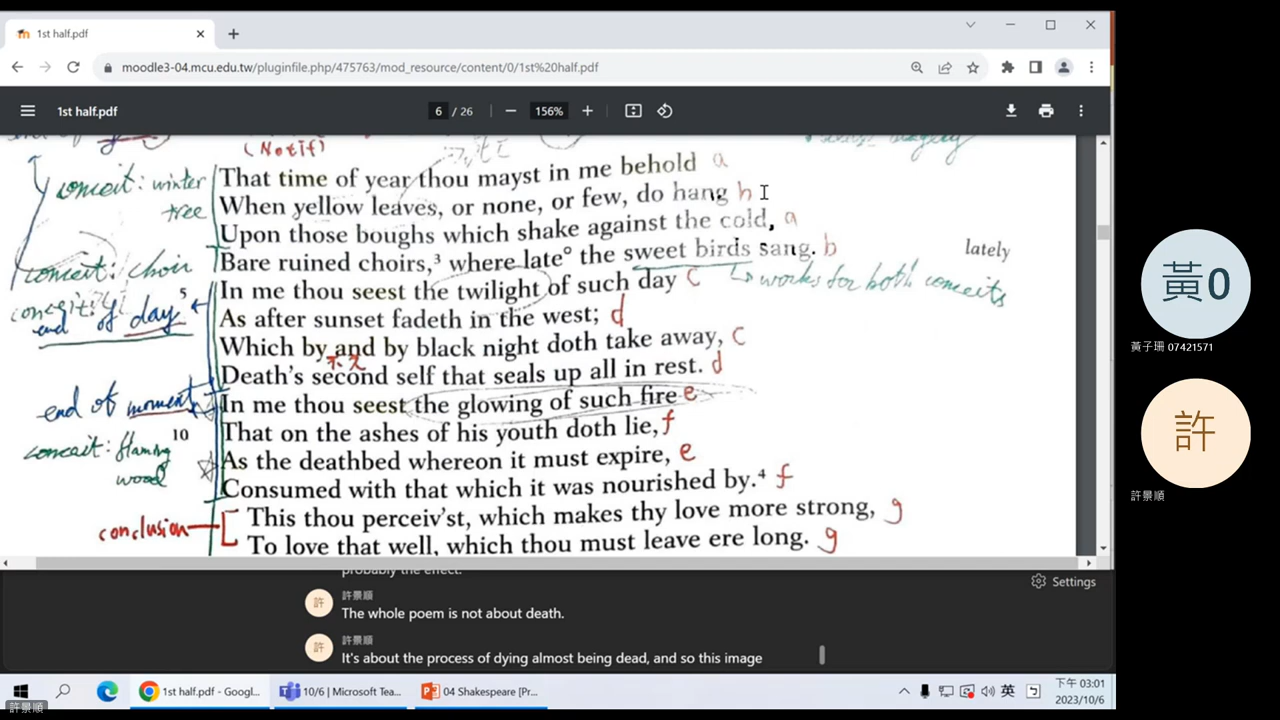 1st half.pdf
moodle3-04.mcu.edu.tw/pluginfile.php/475763/mod_resource/content/0/1st%20half.pdf
1st half.pdf
6 / 26
156%
(Notif)
That time of year thou mayst in me behold a
conceit: winter tree
When yellow leaves, or none, or few, do hang b
Upon those boughs which shake against the cold, a
conceit: choir
Bare ruined choirs,³ where late° the sweet birds sang. b
lately
works for both conceits
5
In me thou seest the twilight of such day c
end of day
As after sunset fadeth in the west; d
Which by and by black night doth take away, c
Death's second self that seals up all in rest. d
end of moment
In me thou seest the glowing of such fire e
10
That on the ashes of his youth doth lie, f
conceit: flaming wood
As the deathbed whereon it must expire, e
Consumed with that which it was nourished by.⁴ f
conclusion
This thou perceiv'st, which makes thy love more strong, g
To love that well, which thou must leave ere long. g
probably the effect.
Settings
許
許景順
The whole poem is not about death.
許
許景順
It's about the process of dying almost being dead, and so this image
黃0
黃子珊 07421571
許
許景順
1st half.pdf - Googl...
10/6 | Microsoft Tea...
04 Shakespeare [Pr...
英
下午 03:01
2023/10/6
許景順